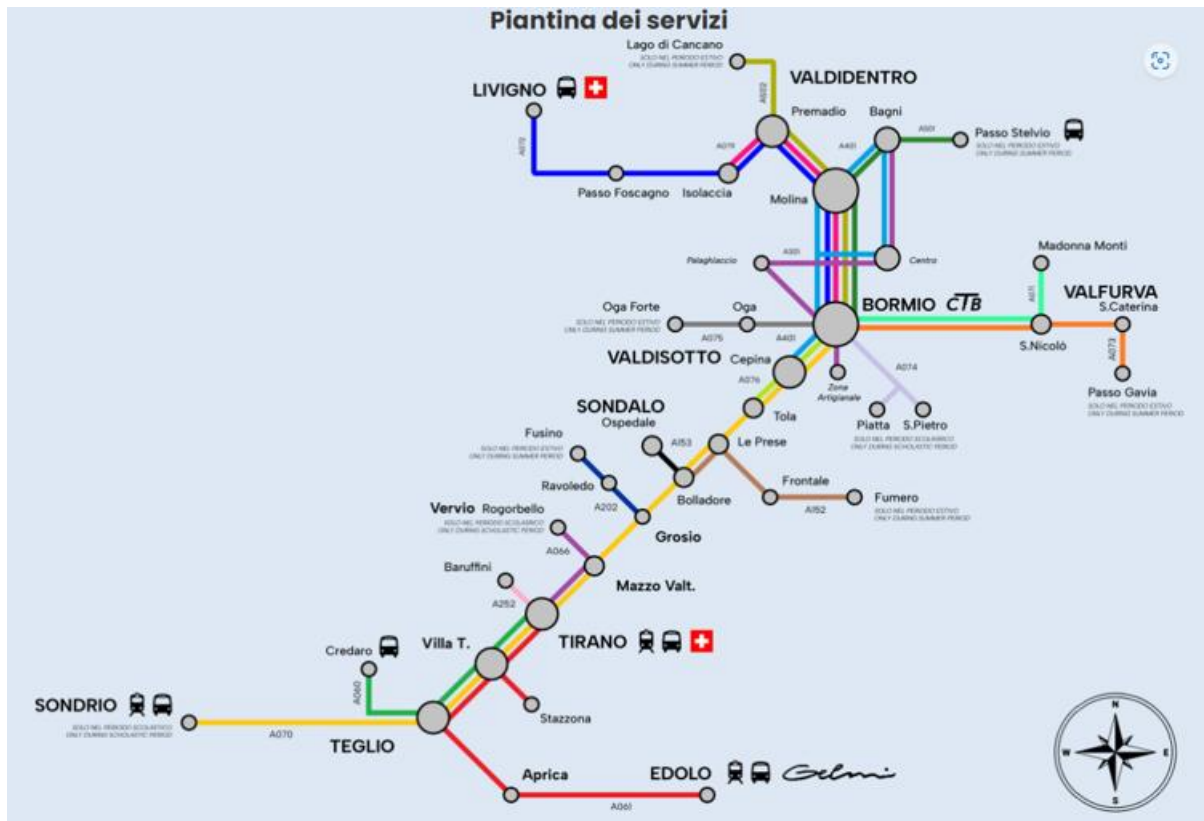 Piantina dei servizi
Lago di Cancano
SOLO NEL PERIODO ESTIVO
ONLY DURING SUMMER PERIOD
VALDIDENTRO
LIVIGNO
A502
Premadio
Bagni
A501
Passo Stelvio
SOLO NEL PERIODO ESTIVO
ONLY DURING SUMMER PERIOD
A072
A079
A401
Passo Foscagno
Isolaccia
Molina
Madonna Monti
Palaghiaccio
Centro
A071
VALFURVA
S.Caterina
Oga Forte
SOLO NEL PERIODO ESTIVO
ONLY DURING SUMMER PERIOD
Oga
BORMIO CTB
A075
A401
S.Nicolò
A073
VALDISOTTO
Cepina
A074
A076
Zona
Artigianale
Passo Gavia
SOLO NEL PERIODO ESTIVO
ONLY DURING SUMMER PERIOD
SONDALO
Ospedale
Tola
Piatta
S.Pietro
SOLO NEL PERIODO SCOLASTICO
ONLY DURING SCHOLASTIC PERIOD
Fusino
SOLO NEL PERIODO ESTIVO
ONLY DURING SUMMER PERIOD
A153
Le Prese
Ravoledo
Bolladore
Frontale
Fumero
SOLO NEL PERIODO ESTIVO
ONLY DURING SUMMER PERIOD
A202
A152
Vervio Rogorbello
SOLO NEL PERIODO SCOLASTICO
ONLY DURING SCHOLASTIC PERIOD
Grosio
A066
Baruffini
Mazzo Valt.
A252
Villa T.
TIRANO
Credaro
A060
SONDRIO
SOLO NEL PERIODO SCOLASTICO
ONLY DURING SCHOLASTIC PERIOD
Stazzona
A070
TEGLIO
Aprica
EDOLO Gelmi
A061
N
W
E
S